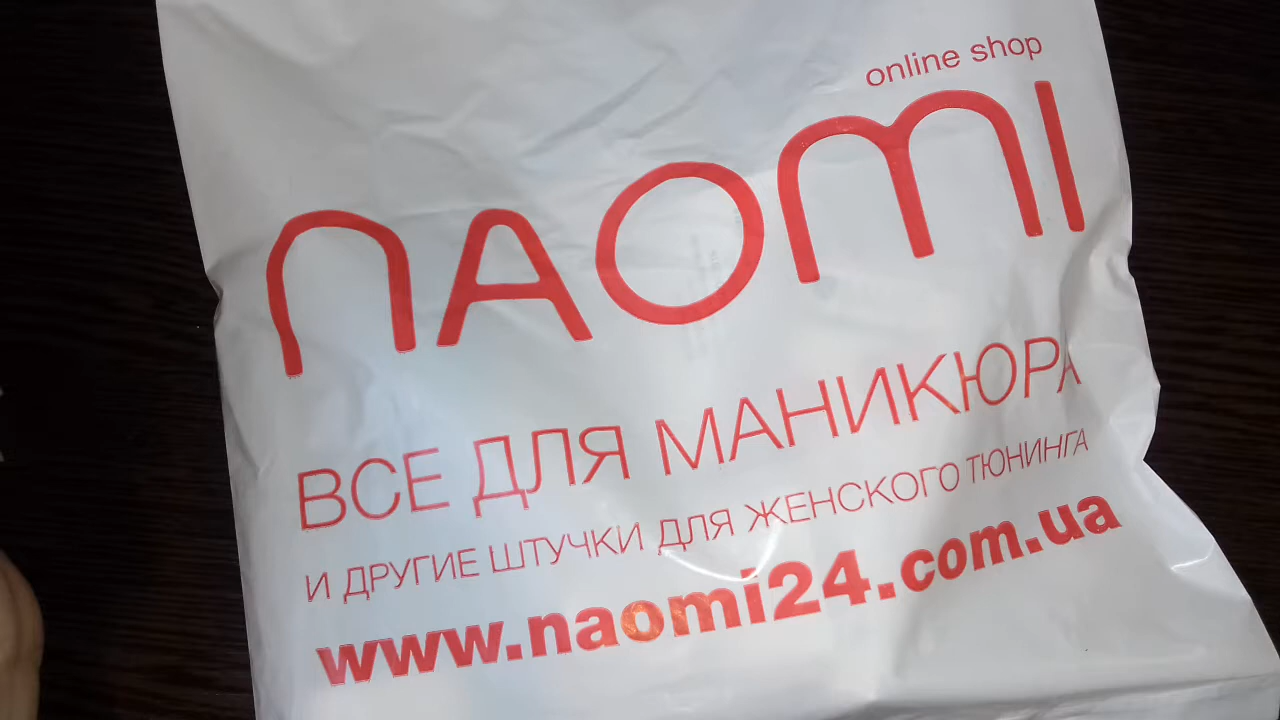 online shop
naomi
ВСЕ ДЛЯ МАНИКЮРА
И ДРУГИЕ ШТУЧКИ ДЛЯ ЖЕНСКОГО ТЮНИНГА
www.naomi24.com.ua